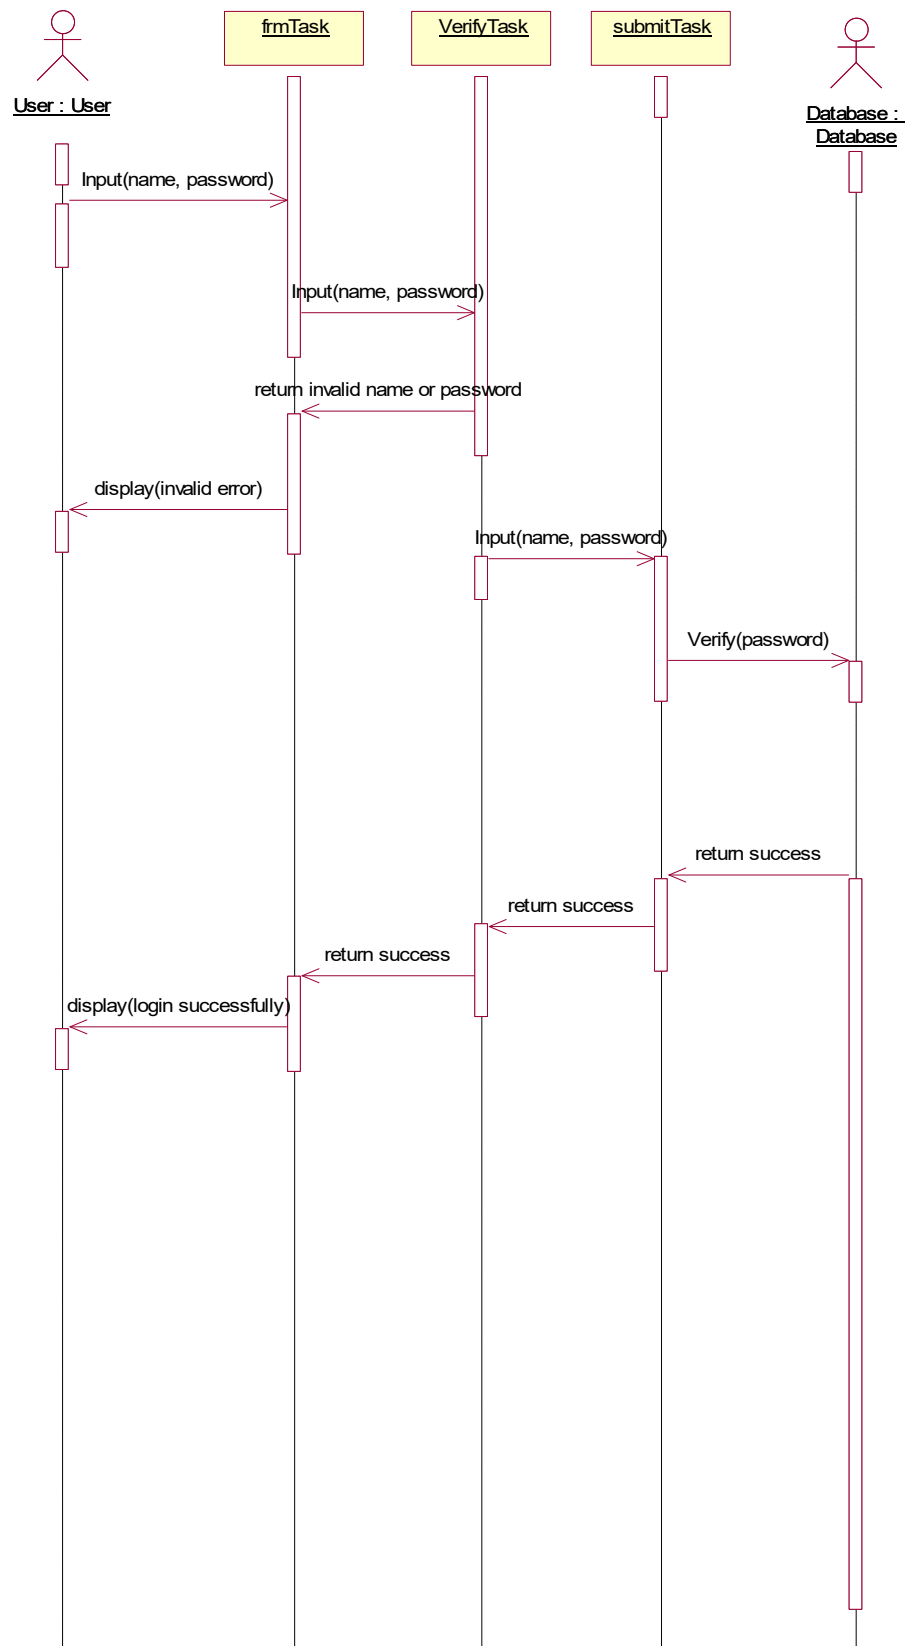 frmTask
VerifyTask
submitTask
User : User
Database :
Database
Input(name, password)
Input(name, password)
return invalid name or password
display(invalid error)
Input(name, password)
Verify(password)
return success
return success
return success
display(login successfully)